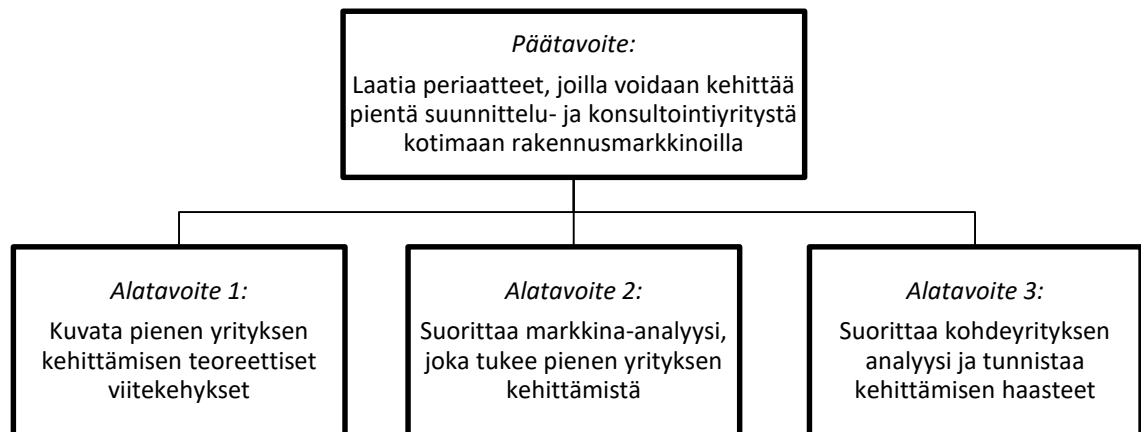 Päätavoite:
Laatia periaatteet, joilla voidaan kehittää
pientä suunnittelu- ja konsultointiyritystä
kotimaan rakennusmarkkinoilla
Alatavoite 1:
Kuvata pienen yrityksen
kehittämisen teoreettiset
viitekehykset
Alatavoite 2:
Suorittaa markkina-analyysi,
joka tukee pienen yrityksen
kehittämistä
Alatavoite 3:
Suorittaa kohdeyrityksen
analyysi ja tunnistaa
kehittämisen haasteet